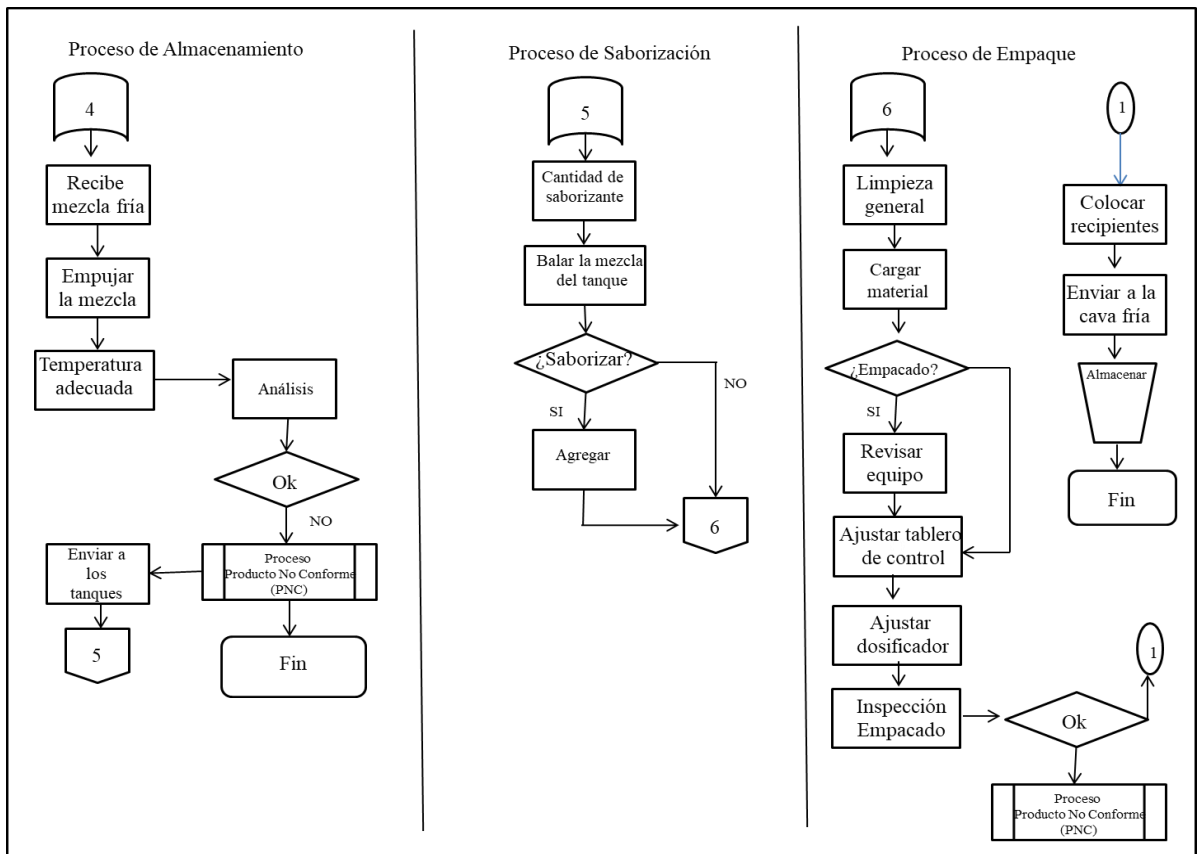 Proceso de Almacenamiento
4
Recibe
mezcla fría
Empujar
la mezcla
Temperatura
adecuada
Análisis
Ok
NO
Proceso
Producto No Conforme
(PNC)
Enviar a
los
tanques
5
Fin
Proceso de Saborización
5
Cantidad de
saborizante
Balar la mezcla
del tanque
¿Saborizar?
NO
SI
Agregar
6
Proceso de Empaque
6
Limpieza
general
Cargar
material
¿Empacado?
SI
Revisar
equipo
Ajustar tablero
de control
Ajustar
dosificador
Inspección
Empacado
Ok
1
Proceso
Producto No Conforme
(PNC)
1
Colocar
recipientes
Enviar a la
cava fría
Almacenar
Fin